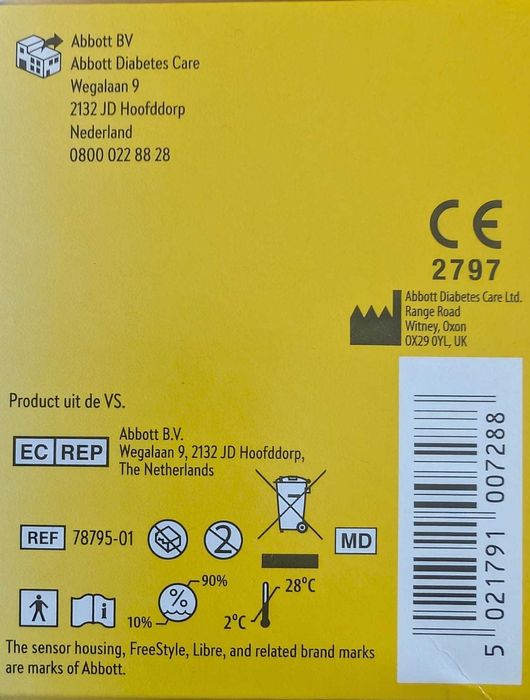 Abbott BV
Abbott Diabetes Care
Wegalaan 9
2132 JD Hoofddorp
Nederland
0800 022 88 28
CE
2797
Abbott Diabetes Care Ltd.
Range Road
Witney, Oxon
OX29 0YL, UK
Product uit de VS.
EC REP
Abbott B.V.
Wegalaan 9, 2132 JD Hoofddorp,
The Netherlands
REF 78795-01
2
MD
i
10% % 90%
2°C 28°C
5 021791 007288
The sensor housing, FreeStyle, Libre, and related brand marks
are marks of Abbott.